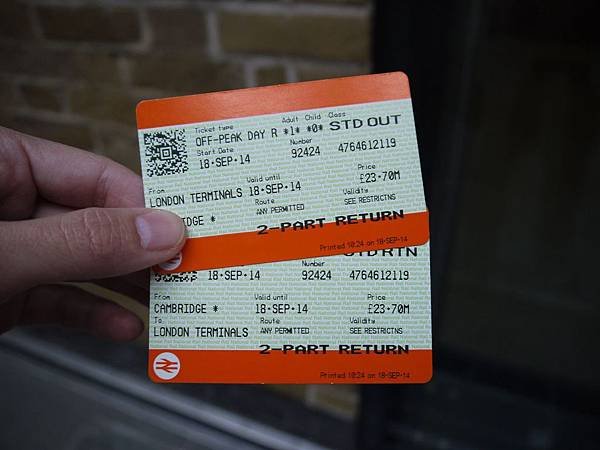 Ticket type Adult Child Class
OFF-PEAK DAY R *1* *0* STD OUT
Start Date Number
18·SEP·14 92424 4764612119
From Valid until Price
LONDON TERMINALS 18·SEP·14 £23·70M
Route Validity
*  ANY PERMITTED SEE RESTRICTNS
2-PART RETURN
Printed 10:24 on 18-SEP-14
Number STD RTN
18·SEP·14 92424 4764612119
From Valid until Price
CAMBRIDGE * 18·SEP·14 £23·70M
To Route Validity
LONDON TERMINALS ANY PERMITTED SEE RESTRICTNS
2-PART RETURN
Printed 10:24 on 18-SEP-14